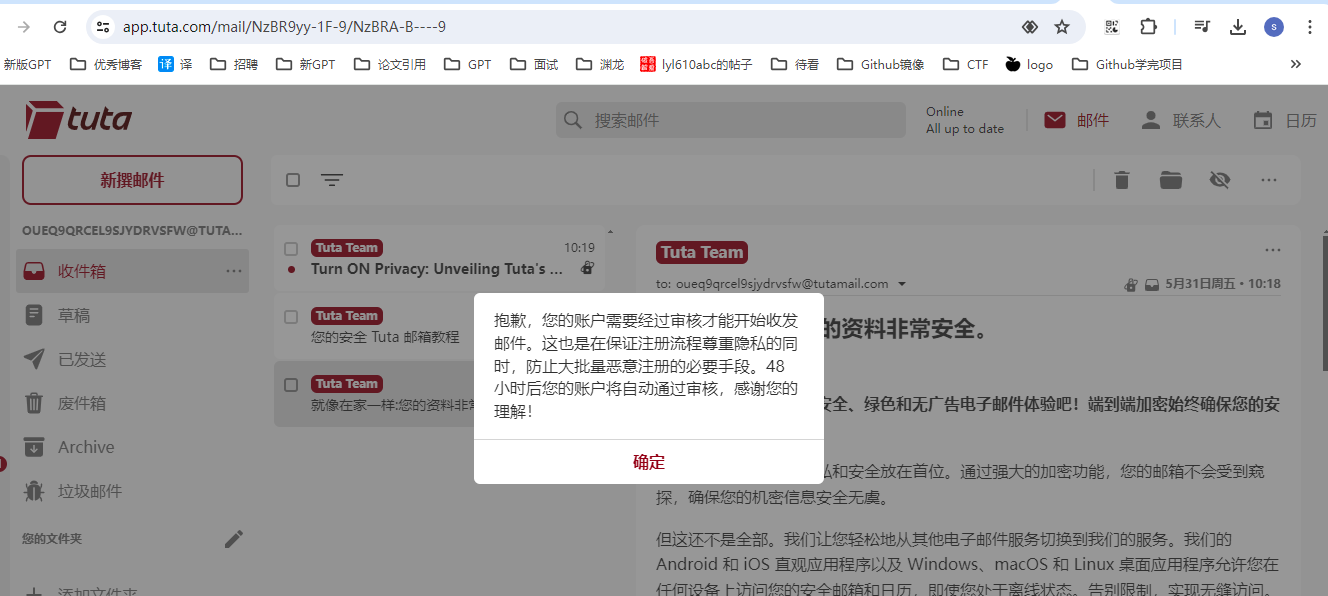 app.tuta.com/mail/NzBR9yy-1F-9/NzBRA-B----9
S
新版GPT 优秀博客 译 译 招聘 新GPT 论文引用 GPT 面试 渊龙 lyl610abc的帖子 待看 Github镜像 CTF logo Github学完项目
tuta
搜索邮件
Online
All up to date
邮件
联系人
日历
新撰邮件
OUEQ9QRCEL9SJYDRVSFW@TUTA...
收件箱
草稿
已发送
废件箱
Archive
垃圾邮件
您的文件夹
添加文件夹
Tuta Team 10:19
Turn ON Privacy: Unveiling Tuta's ...
Tuta Team
您的安全 Tuta 邮箱教程
Tuta Team
就像在家一样:您的资料非常
Tuta Team
to: oueq9qrcel9sjydrvsfw@tutamail.com
5月31日周五 • 10:18
的资料非常安全。
安全、绿色和无广告电子邮件体验吧！端到端加密始终确保您的安
私和安全放在首位。通过强大的加密功能，您的邮箱不会受到窥
探，确保您的机密信息安全无虞。
但这还不是全部。我们让您轻松地从其他电子邮件服务切换到我们的服务。我们的
Android 和 iOS 直观应用程序以及 Windows、macOS 和 Linux 桌面应用程序允许您在
任何设备上访问您的安全邮箱和日历，即使您处于离线状态。告别限制，实现无缝访问。
抱歉，您的账户需要经过审核才能开始收发
邮件。这也是在保证注册流程尊重隐私的同
时，防止大批量恶意注册的必要手段。48
小时后您的账户将自动通过审核，感谢您的
理解！
确定